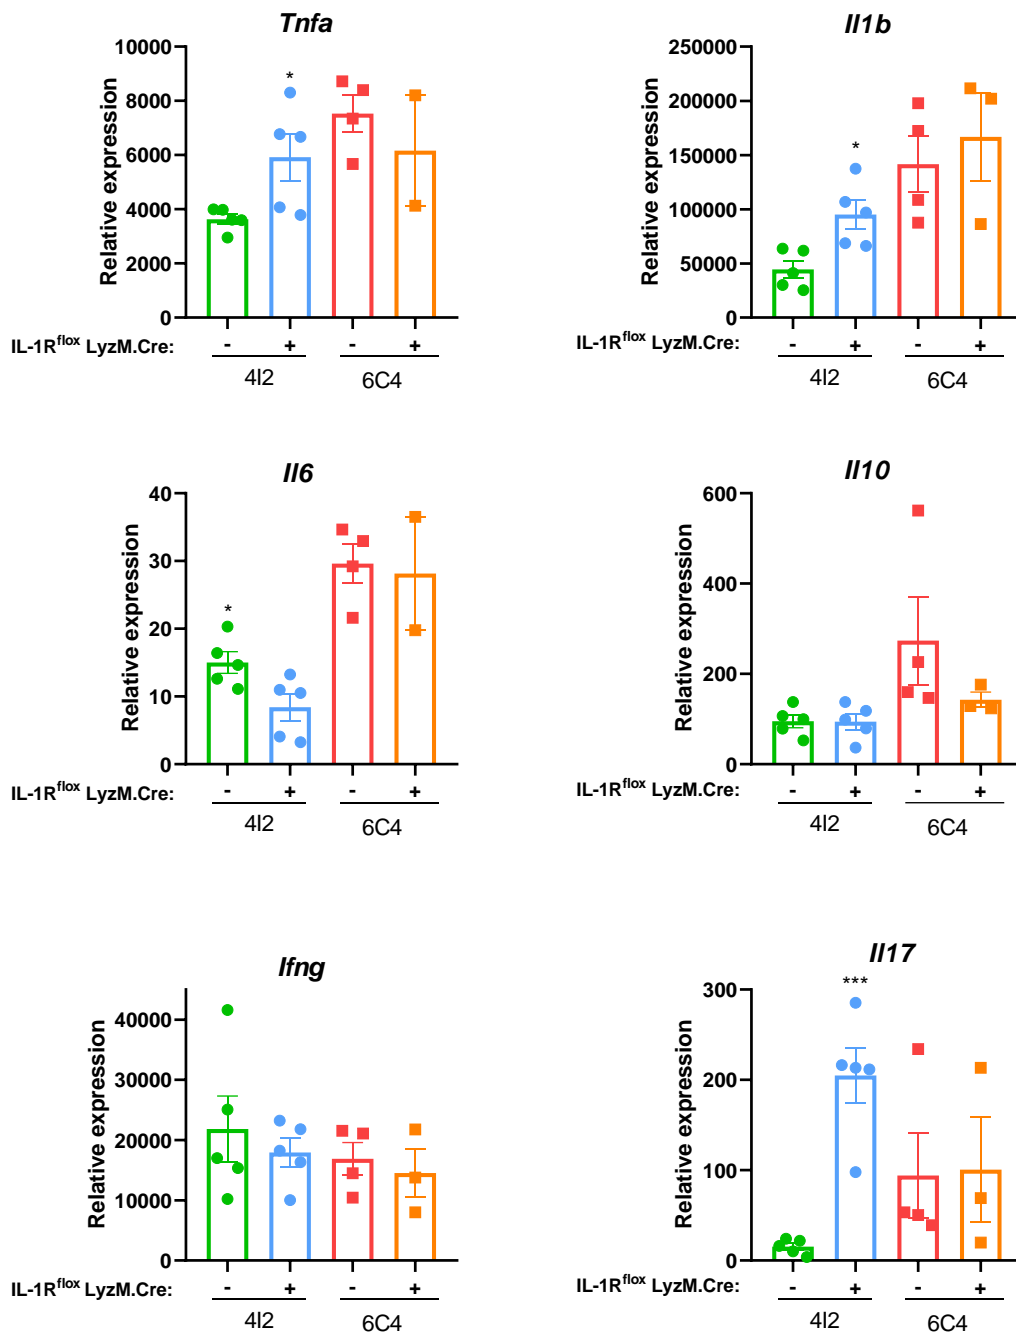 Tnfa
Relative expression
10000
8000
6000
4000
2000
0
*
IL-1Rflox LyzM.Cre: - + - +
4I2 6C4
Il1b
Relative expression
250000
200000
150000
100000
50000
0
*
IL-1Rflox LyzM.Cre: - + - +
4I2 6C4
Il6
Relative expression
40
30
20
10
0
*
IL-1Rflox LyzM.Cre: - + - +
4I2 6C4
Il10
Relative expression
600
400
200
0
IL-1Rflox LyzM.Cre: - + - +
4I2 6C4
Ifng
Relative expression
40000
30000
20000
10000
0
IL-1Rflox LyzM.Cre: - + - +
4I2 6C4
Il17
Relative expression
300
200
100
0
***
IL-1Rflox LyzM.Cre: - + - +
4I2 6C4